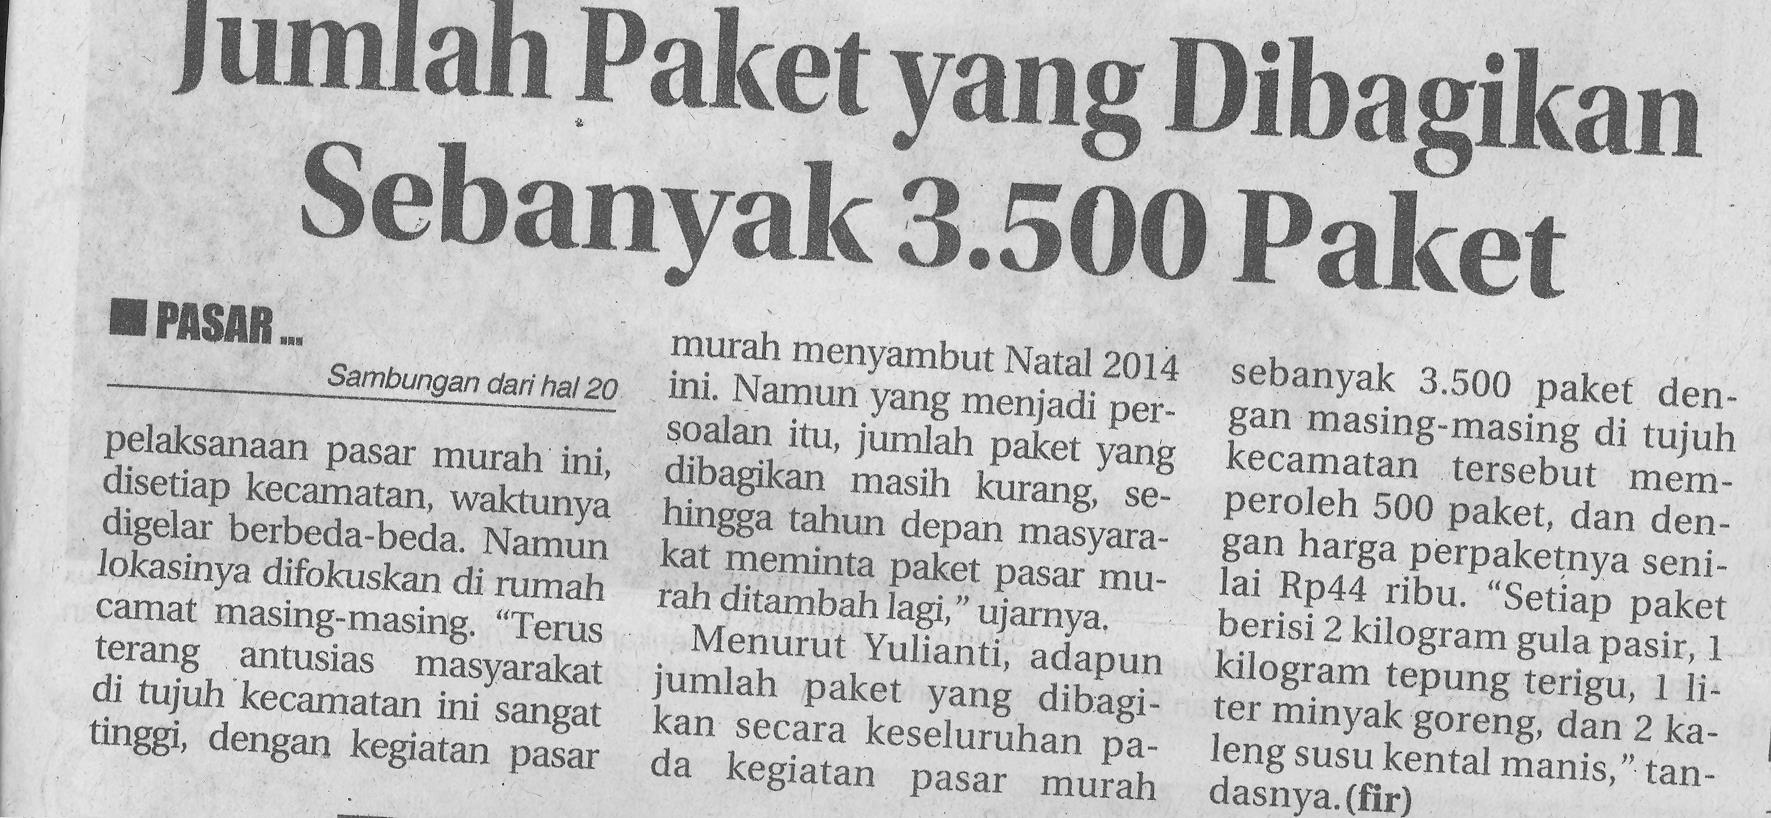 Jumlah Paket yang Dibagikan
Sebanyak 3.500 Paket
PASAR ...
Sambungan dari hal 20
pelaksanaan pasar murah ini,
disetiap kecamatan, waktunya
digelar berbeda-beda. Namun
lokasinya difokuskan di rumah
camat masing-masing. “Terus
terang antusias masyarakat
di tujuh kecamatan ini sangat
tinggi, dengan kegiatan pasar
murah menyambut Natal 2014
ini. Namun yang menjadi per-
soalan itu, jumlah paket yang
dibagikan masih kurang, se-
hingga tahun depan masyara-
kat meminta paket pasar mu-
rah ditambah lagi,” ujarnya.
Menurut Yulianti, adapun
jumlah paket yang dibagi-
kan secara keseluruhan pa-
da kegiatan pasar murah
sebanyak 3.500 paket den-
gan masing-masing di tujuh
kecamatan tersebut mem-
peroleh 500 paket, dan den-
gan harga perpaketnya seni-
lai Rp44 ribu. “Setiap paket
berisi 2 kilogram gula pasir, 1
kilogram tepung terigu, 1 li-
ter minyak goreng, dan 2 ka-
leng susu kental manis,” tan-
dasnya.(fir)